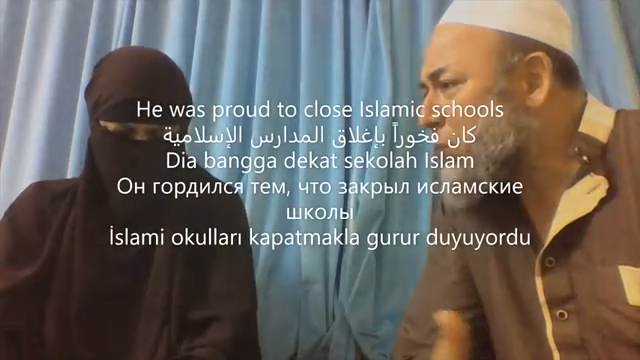 He was proud to close Islamic schools
كان فخوراً بإغلاق المدارس الإسلامية
Dia bangga dekat sekolah Islam
Он гордился тем, что закрыл исламские
школы
İslami okulları kapatmakla gurur duyuyordu